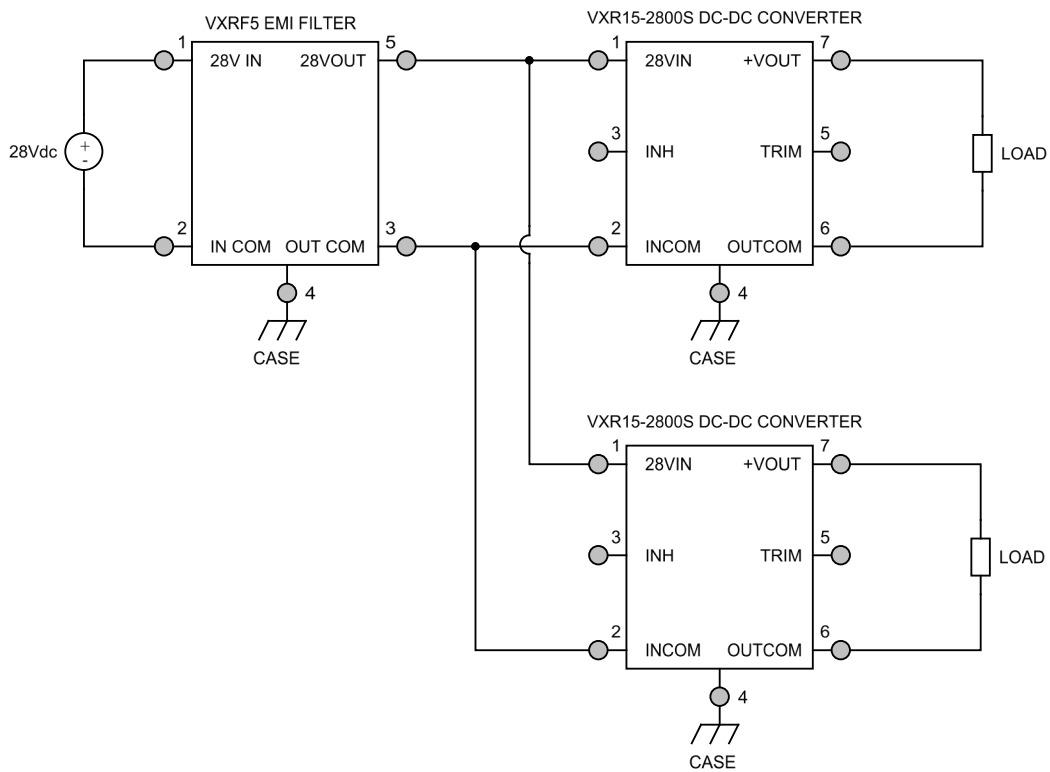 VXRF5 EMI FILTER
VXR15-2800S DC-DC CONVERTER
1
28V IN
28VOUT
5
1
28VIN
+VOUT
7
28Vdc
+
-
3
INH
TRIM
5
LOAD
2
IN COM
OUT COM
3
2
INCOM
OUTCOM
6
4
CASE
4
CASE
VXR15-2800S DC-DC CONVERTER
1
28VIN
+VOUT
7
3
INH
TRIM
5
LOAD
2
INCOM
OUTCOM
6
4
CASE